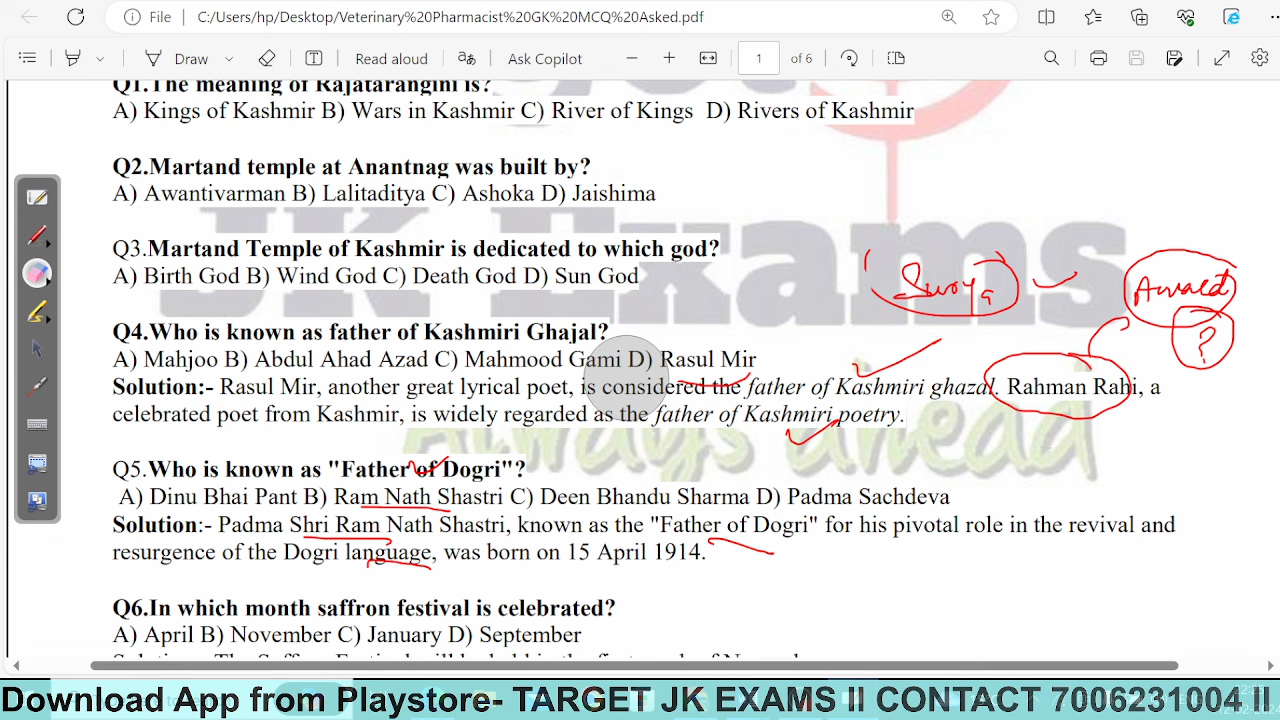 File | C:/Users/hp/Desktop/Veterinary%20Pharmacist%20GK%20MCQ%20Asked.pdf
Draw Read aloud aあ Ask Copilot 1 of 6
Q1.The meaning of Rajatarangini is?
A) Kings of Kashmir B) Wars in Kashmir C) River of Kings D) Rivers of Kashmir
Q2.Martand temple at Anantnag was built by?
A) Awantivarman B) Lalitaditya C) Ashoka D) Jaishima
JK Exams
Q3.Martand Temple of Kashmir is dedicated to which god?
A) Birth God B) Wind God C) Death God D) Sun God
Surya
Award
?
Q4.Who is known as father of Kashmiri Ghajal?
A) Mahjoo B) Abdul Ahad Azad C) Mahmood Gami D) Rasul Mir
Solution:- Rasul Mir, another great lyrical poet, is considered the father of Kashmiri ghazal. Rahman Rahi, a
celebrated poet from Kashmir, is widely regarded as the father of Kashmiri poetry.
Always ahead
Q5.Who is known as "Father of Dogri"?
A) Dinu Bhai Pant B) Ram Nath Shastri C) Deen Bhandu Sharma D) Padma Sachdeva
Solution:- Padma Shri Ram Nath Shastri, known as the "Father of Dogri" for his pivotal role in the revival and
resurgence of the Dogri language, was born on 15 April 1914.
Q6.In which month saffron festival is celebrated?
A) April B) November C) January D) September
Download App from Playstore- TARGET JK EXAMS II CONTACT 7006231004 II